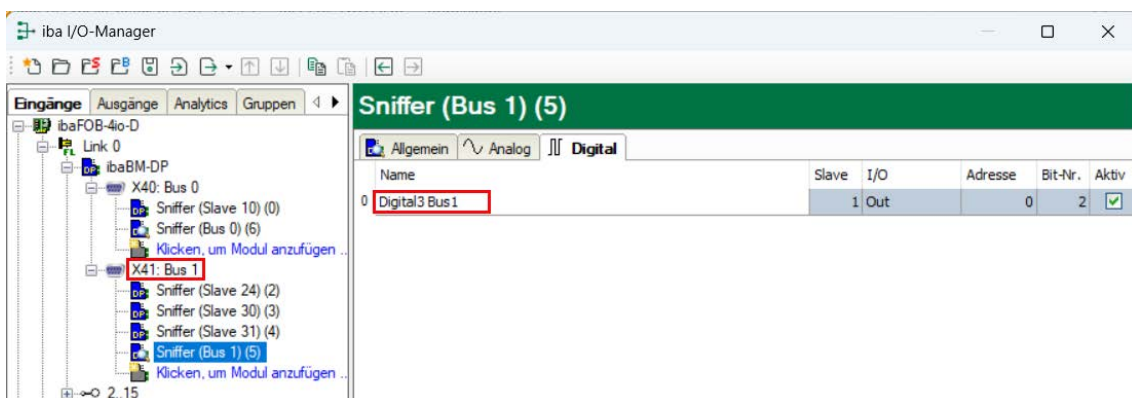 iba I/O-Manager
Eingänge Ausgänge Analytics Gruppen
ibaFOB-4io-D
Link 0
ibaBM-DP
X40: Bus 0
Sniffer (Slave 10) (0)
Sniffer (Bus 0) (6)
Klicken, um Modul anzufügen ..
X41: Bus 1
Sniffer (Slave 24) (2)
Sniffer (Slave 30) (3)
Sniffer (Slave 31) (4)
Sniffer (Bus 1) (5)
Klicken, um Modul anzufügen ..
2..15
Sniffer (Bus 1) (5)
Allgemein Analog Digital
Name Slave I/O Adresse Bit-Nr. Aktiv
0 Digital3 Bus1 1 Out 0 2